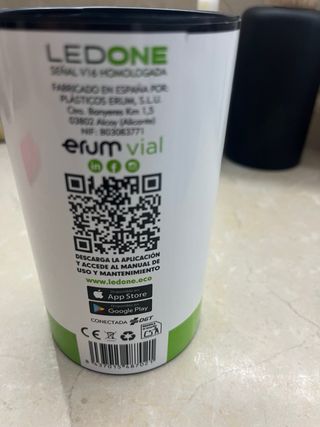 LEDONE
SEÑAL V16 HOMOLOGADA
FABRICADO EN ESPAÑA POR:
PLÁSTICOS ERUM, S.L.U.
Ctra. Banyeres Km 1,5
03802 Alcoy (Alicante)
NIF: B03083771
erum vial
DESCARGA LA APLICACIÓN
Y ACCEDE AL MANUAL DE
USO Y MANTENIMIENTO
www.ledone.eco
App Store
Google Play
CONECTADA DGT
CE